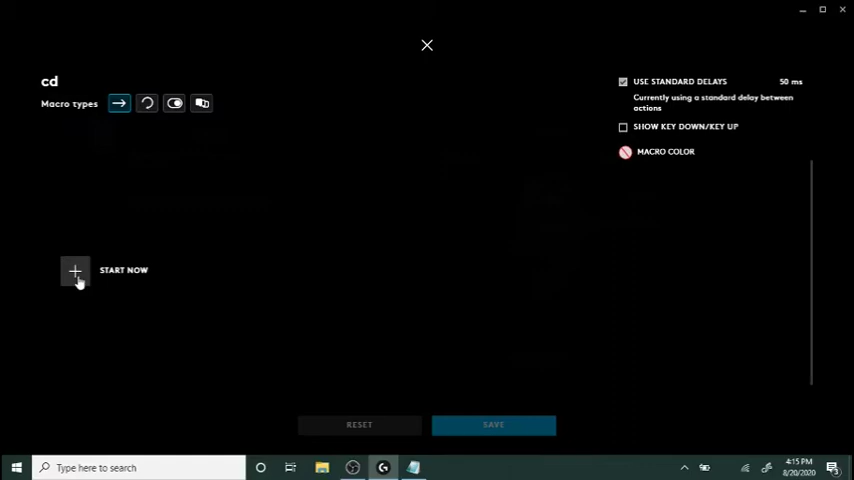 cd
Macro types
USE STANDARD DELAYS 50 ms
Currently using a standard delay between
actions
SHOW KEY DOWN/KEY UP
MACRO COLOR
START NOW
RESET
SAVE
Type here to search
4:15 PM
8/20/2020
3